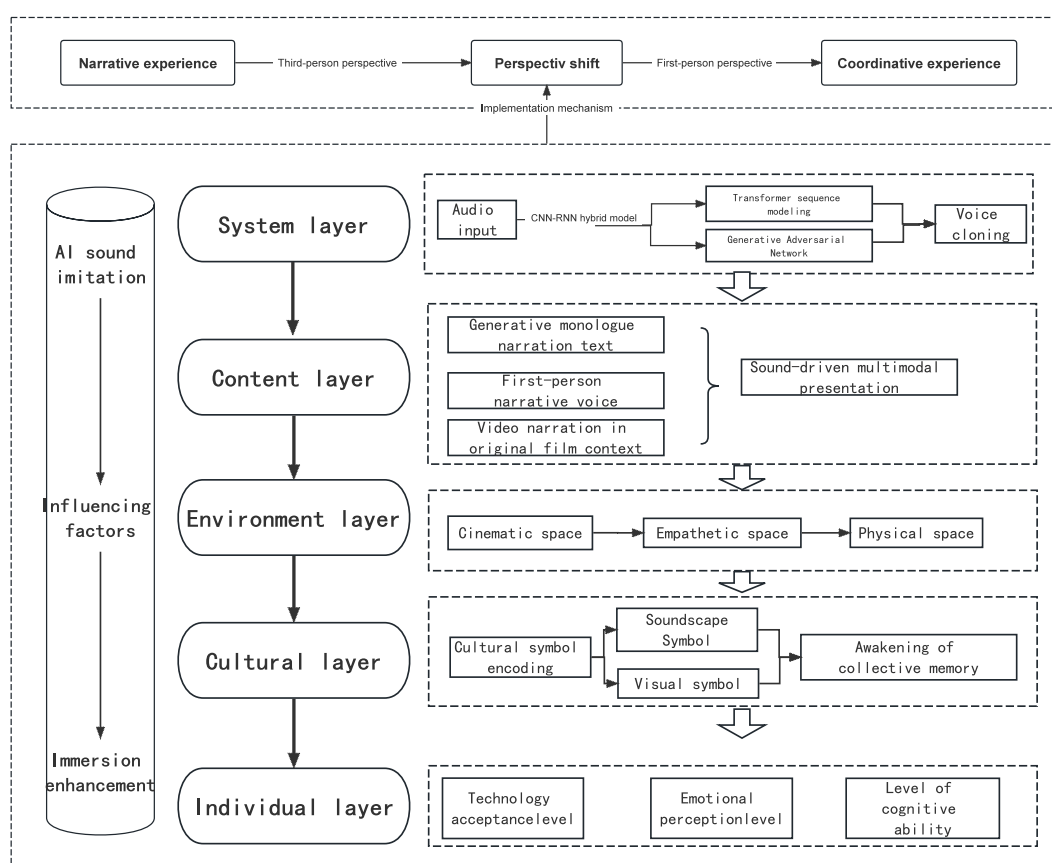 Narrative experience
Third-person perspective
Perspectiv shift
First-person perspective
Coordinative experience
Implementation mechanism
AI sound
imitation
Influencing
factors
Immersion
enhancement
System layer
Content layer
Environment layer
Cultural layer
Individual layer
Audio
input
CNN-RNN hybrid model
Transformer sequence
modeling
Generative Adversarial
Network
Voice
cloning
Generative monologue
narration text
First-person
narrative voice
Video narration in
original film context
Sound-driven multimodal
presentation
Cinematic space
Empathetic space
Physical space
Cultural symbol
encoding
Soundscape
Symbol
Visual symbol
Awakening of
collective memory
Technology
acceptancelevel
Emotional
perceptionlevel
Level of
cognitive
ability